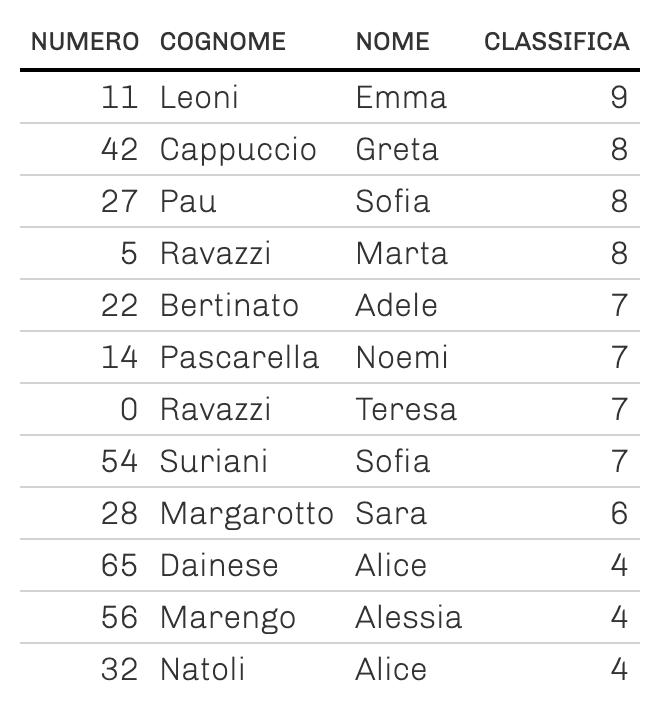 NUMERO COGNOME NOME CLASSIFICA
11 Leoni Emma 9
42 Cappuccio Greta 8
27 Pau Sofia 8
5 Ravazzi Marta 8
22 Bertinato Adele 7
14 Pascarella Noemi 7
0 Ravazzi Teresa 7
54 Suriani Sofia 7
28 Margarotto Sara 6
65 Dainese Alice 4
56 Marengo Alessia 4
32 Natoli Alice 4